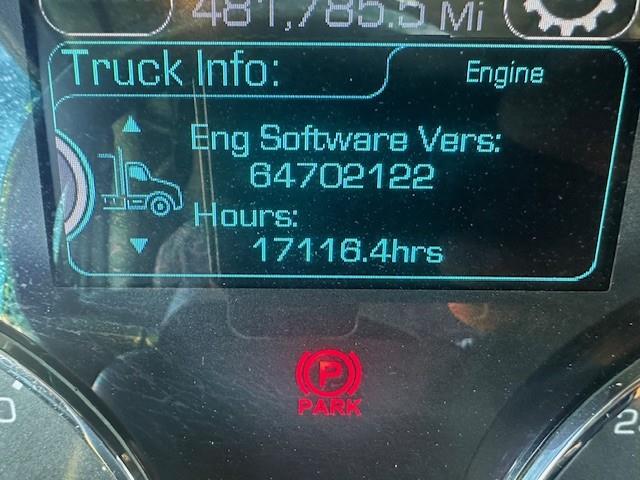 481,785.5 Mi
Truck Info:
Engine
Eng Software Vers:
64702122
Hours:
17116.4hrs
P
PARK